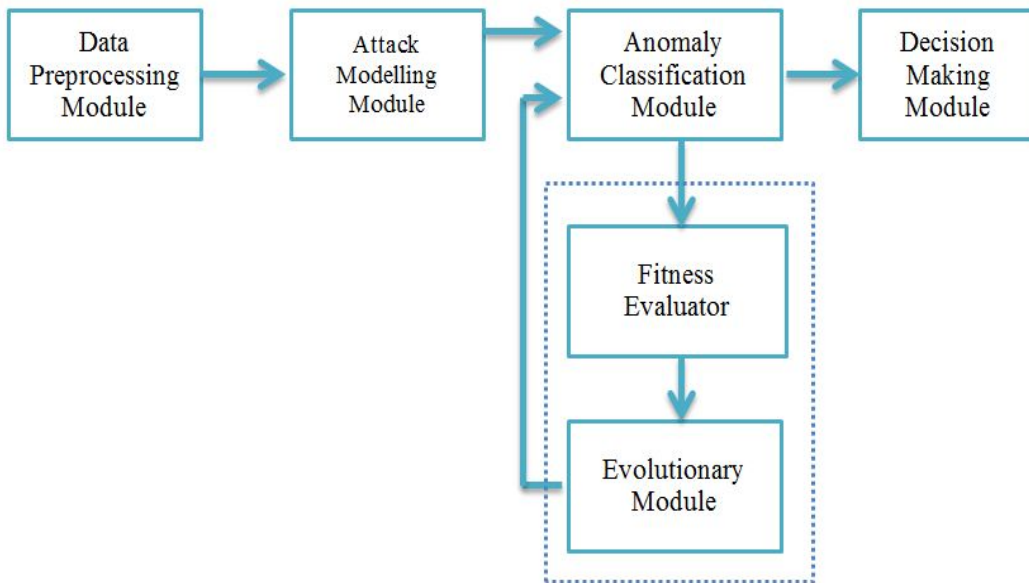 Data
Preprocessing
Module
Attack
Modelling
Module
Anomaly
Classification
Module
Decision
Making
Module
Fitness
Evaluator
Evolutionary
Module